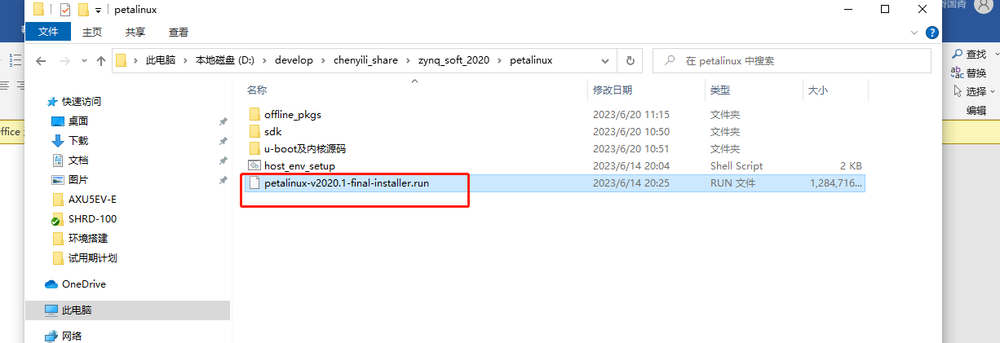 petalinux
文件 主页 共享 查看
此电脑 本地磁盘 (D:) develop chenyili_share zynq_soft_2020 petalinux 在 petalinux 中搜索
名称 修改日期 类型 大小
offline_pkgs 2023/6/20 11:15 文件夹
sdk 2023/6/20 10:50 文件夹
u-boot及内核源码 2023/6/20 10:51 文件夹
host_env_setup 2023/6/14 20:04 Shell Script 2 KB
petalinux-v2020.1-final-installer.run 2023/6/14 20:25 RUN 文件 1,284,716...
快速访问
桌面
下载
文档
图片
AXU5EV-E
SHRD-100
环境搭建
试用期计划
OneDrive
此电脑
网络
ffice
国青
查找
替换
选择
编辑